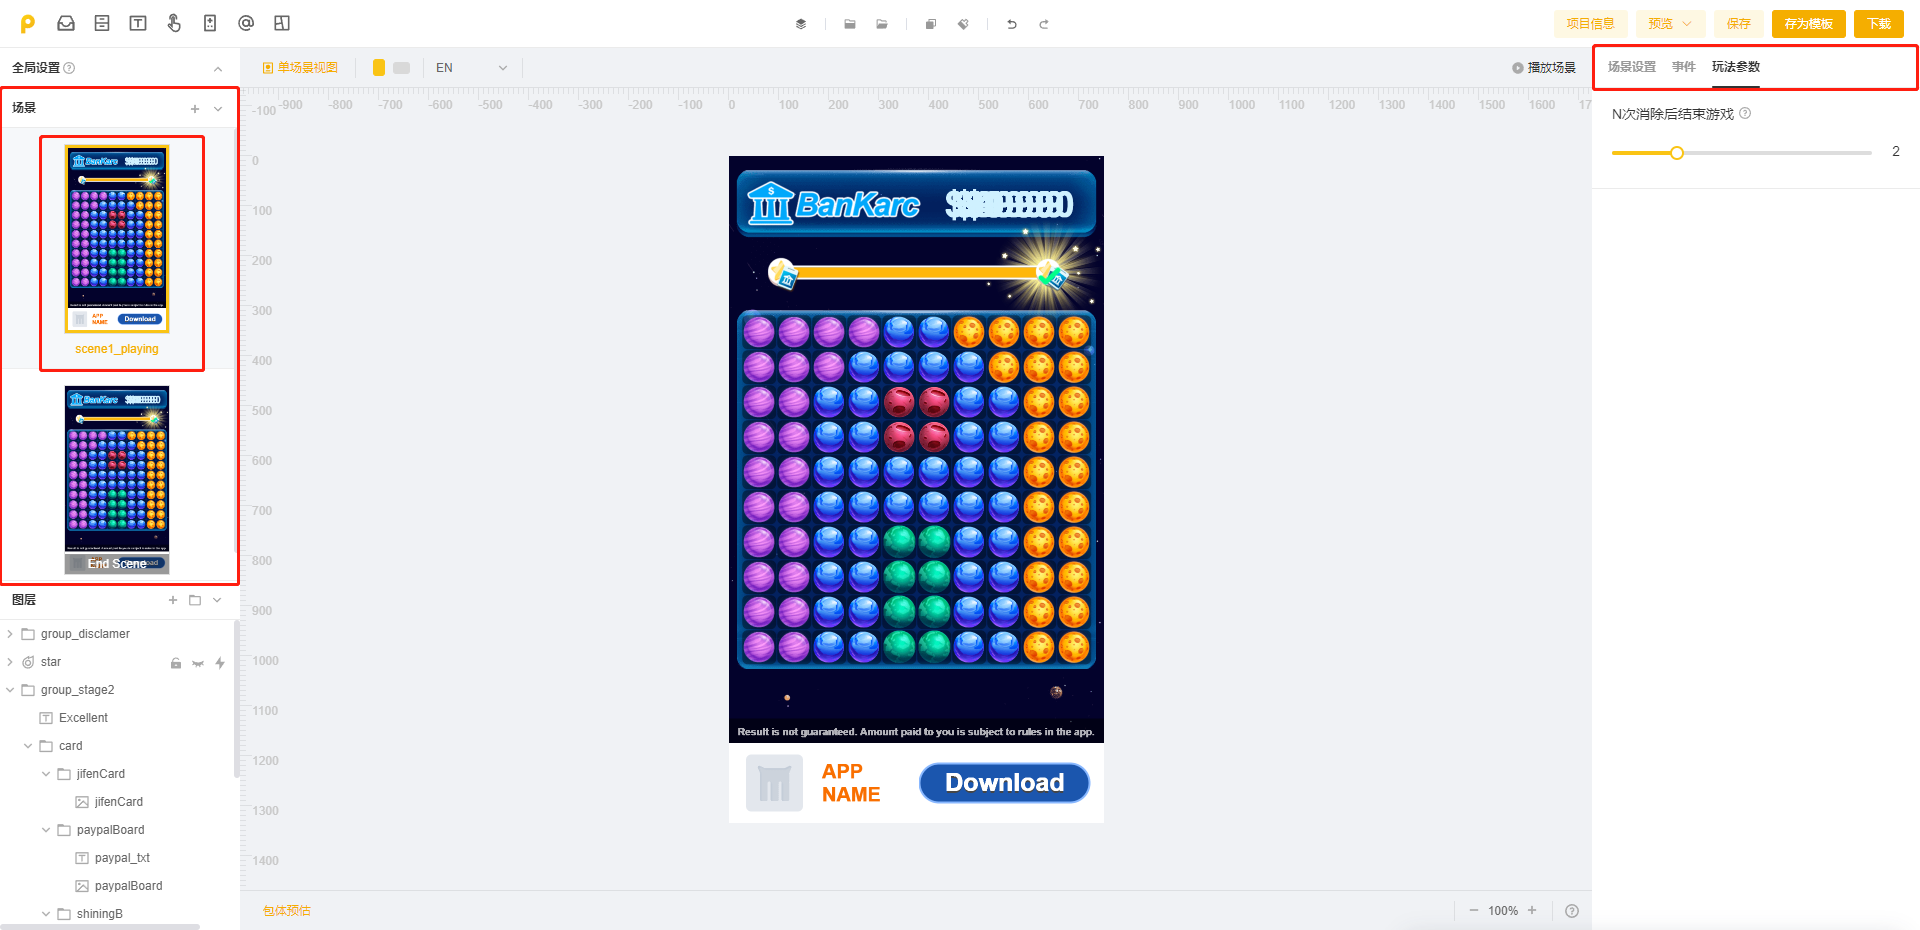 项目信息
预览
保存
存为模板
下载
全局设置
单场景视图
EN
播放场景
场景设置
事件
玩法参数
场景
-900 -800 -700 -600 -500 -400 -300 -200 -100 0 100 200 300 400 500 600 700 800 900 1000 1100 1200 1300 1400 1500 1600 17
N次消除后结束游戏
2
-100
0
100
200
300
400
500
600
700
800
900
1000
1100
1200
1300
1400
BanKarc
APP
NAME
Download
scene1_playing
BanKarc
End Scene
BanKarc
Result is not guaranteed. Amount paid to you is subject to rules in the app.
APP
NAME
Download
图层
group_disclamer
star
group_stage2
Excellent
card
jifenCard
jifenCard
paypalBoard
paypal_txt
paypalBoard
shiningB
包体预估
100%